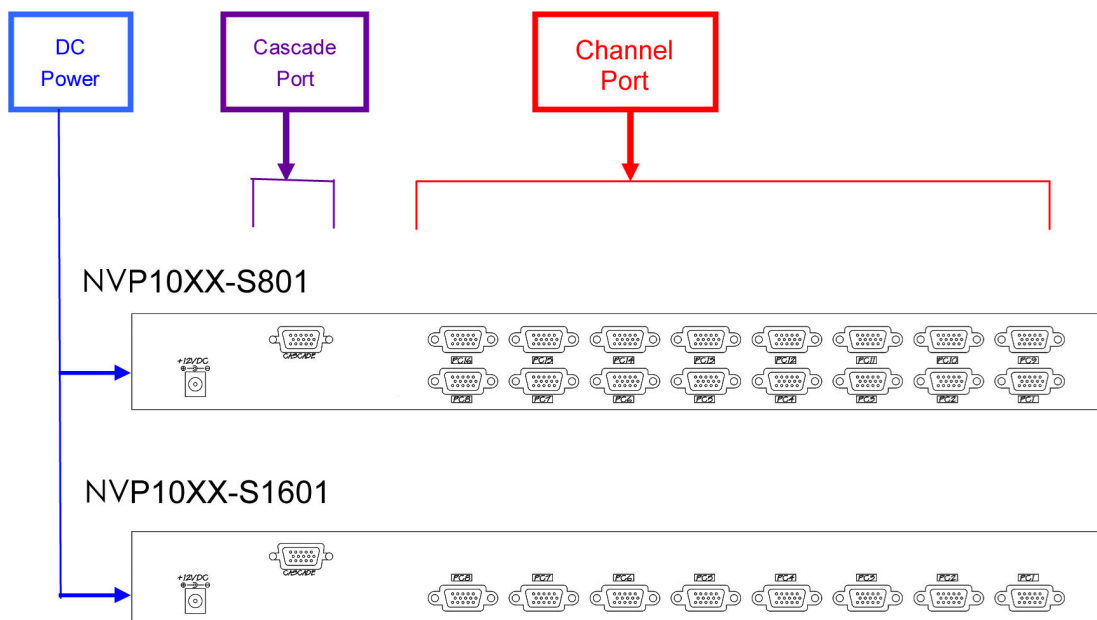 DC
Power
Cascade
Port
Channel
Port
NVP10XX-S801
+12VDC
CASCADE
PC16 PC15 PC14 PC13 PC12 PC11 PC10 PC9
PC8 PC7 PC6 PC5 PC4 PC3 PC2 PC1
NVP10XX-S1601
+12VDC
CASCADE
PC8 PC7 PC6 PC5 PC4 PC3 PC2 PC1